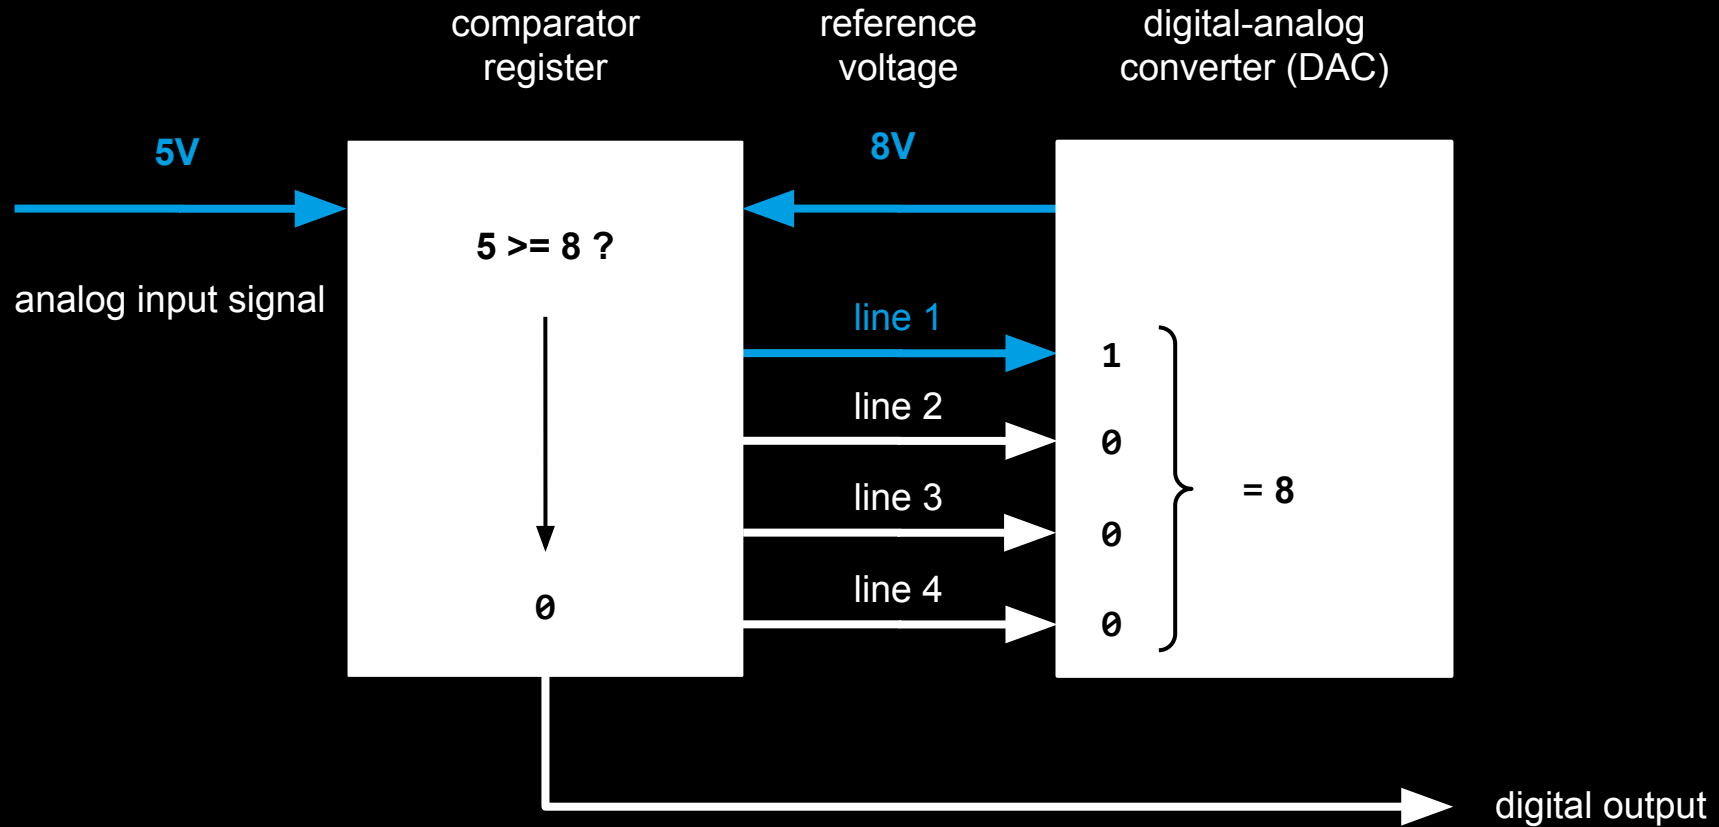 comparator
register
reference
voltage
digital-analog
converter (DAC)
5V
8V
5 >= 8 ?
analog input signal
line 1
1
line 2
0
line 3
= 8
0
line 4
0
0
digital output